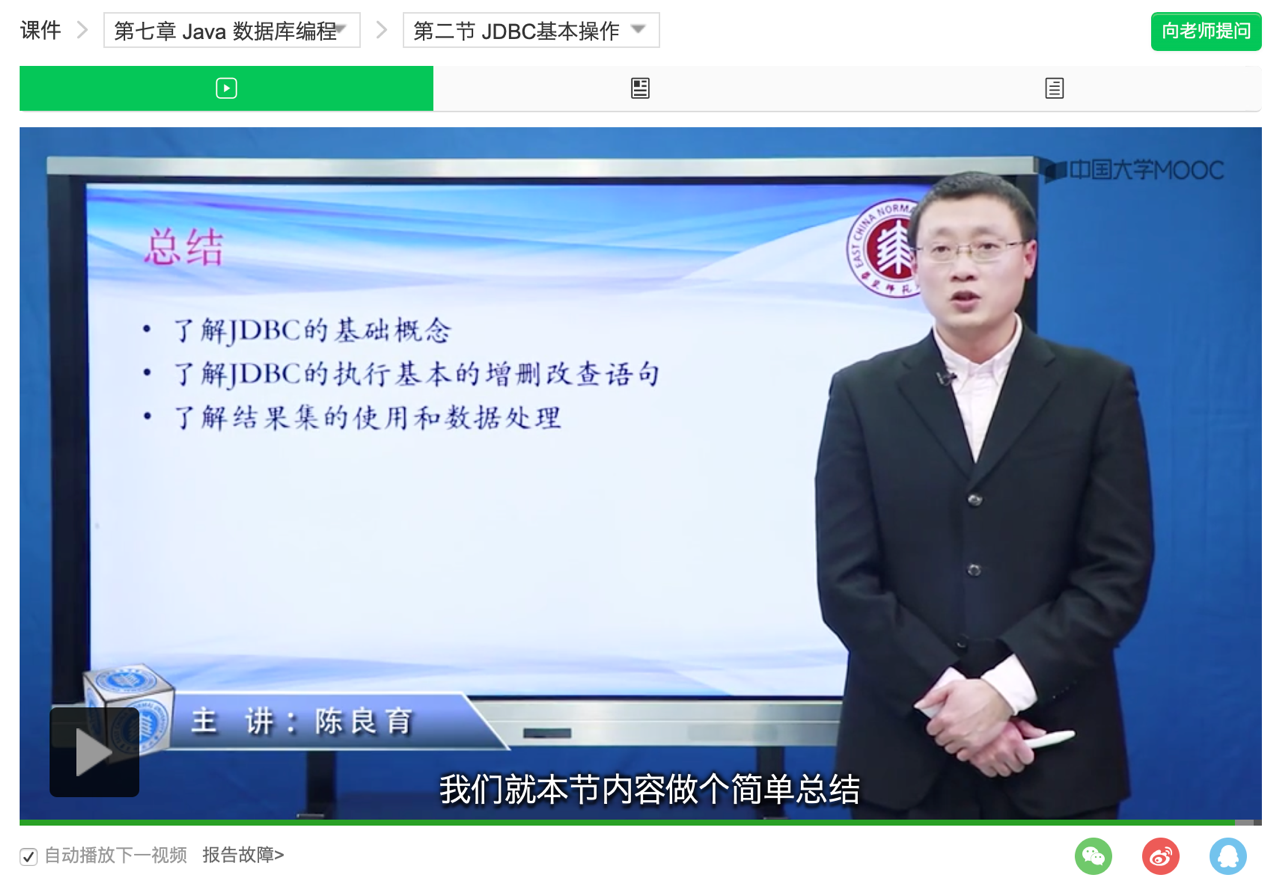 课件
第七章 Java 数据库编程
第二节 JDBC基本操作
向老师提问
中国大学MOOC
EAST CHINA NORMA
总结
• 了解JDBC的基础概念
• 了解JDBC的执行基本的增删改查语句
• 了解结果集的使用和数据处理
主 讲：陈良育
我们就本节内容做个简单总结
自动播放下一视频 报告故障>